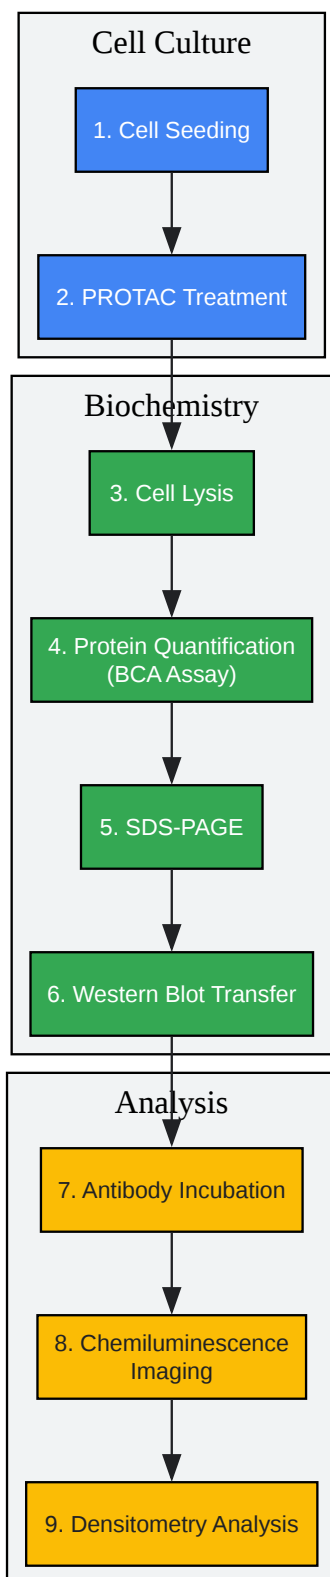 Cell Culture
1. Cell Seeding
2. PROTAC Treatment
Biochemistry
3. Cell Lysis
4. Protein Quantification
(BCA Assay)
5. SDS-PAGE
6. Western Blot Transfer
Analysis
7. Antibody Incubation
8. Chemiluminescence
Imaging
9. Densitometry Analysis